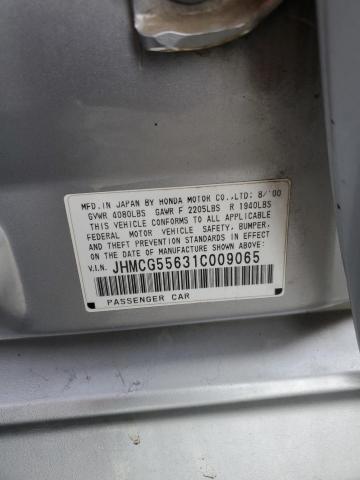 MFD. IN JAPAN BY HONDA MOTOR CO.,LTD: 8/'00
GVWR 4080LBS GAWR F 2205LBS R 1940LBS
THIS VEHICLE CONFORMS TO ALL APPLICABLE
FEDERAL MOTOR VEHICLE SAFETY, BUMPER,
AND THEFT PREVENTION STANDARDS IN EFFECT
ON THE DATE OF MANUFACTURE SHOWN ABOVE.
V.I.N. JHMCG55631C009065
PASSENGER CAR